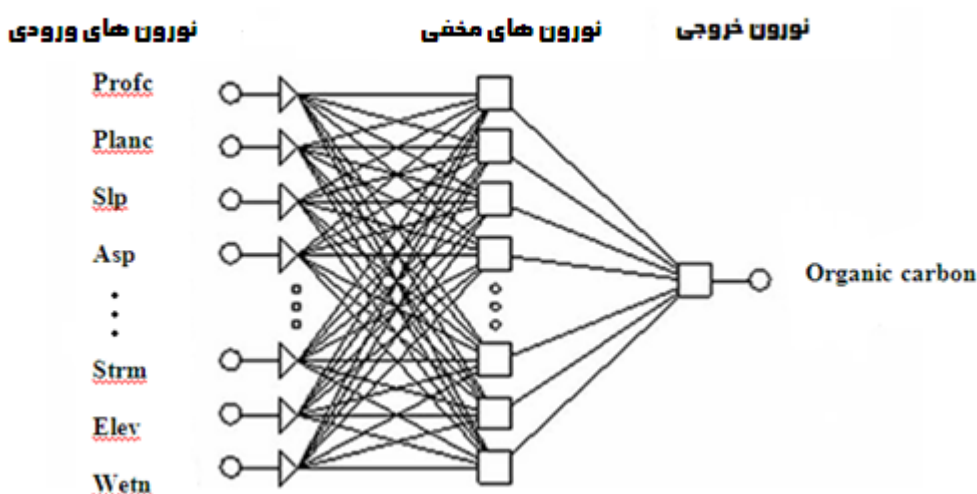 نورون های ورودی
نورون های مخفی
نورون خروجی
Profc
Planc
Slp
Asp
Strm
Elev
Wetn
Organic carbon